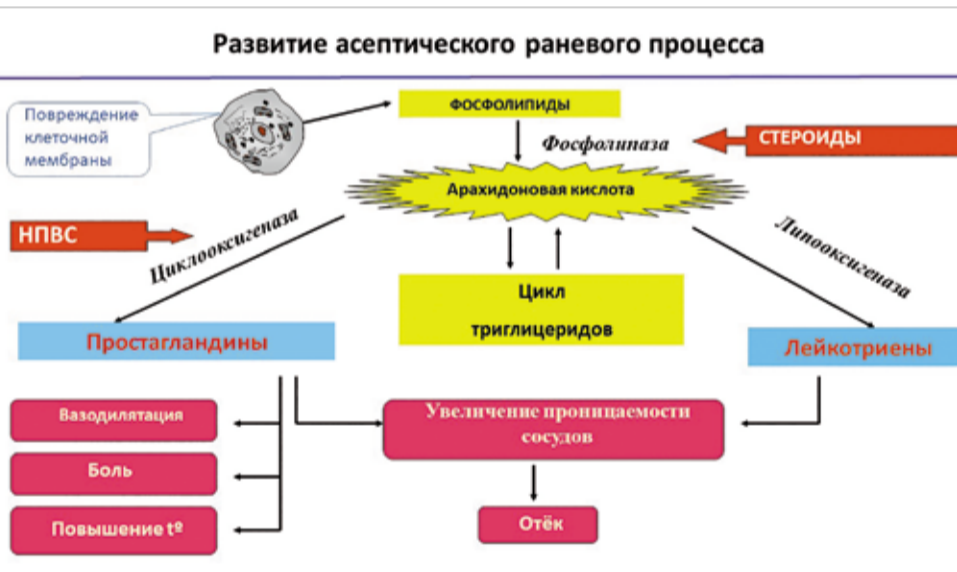 Развитие асептического раневого процесса
Повреждение
клеточной
мембраны
ФОСФОЛИПИДЫ
Фосфолипаза
СТЕРОИДЫ
Арахидоновая кислота
НПВС
Циклооксигеназа
Липооксигеназа
Цикл
триглицеридов
Простагландины
Лейкотриены
Вазодилятация
Увеличение проницаемости
сосудов
Боль
Повышение tº
Отёк